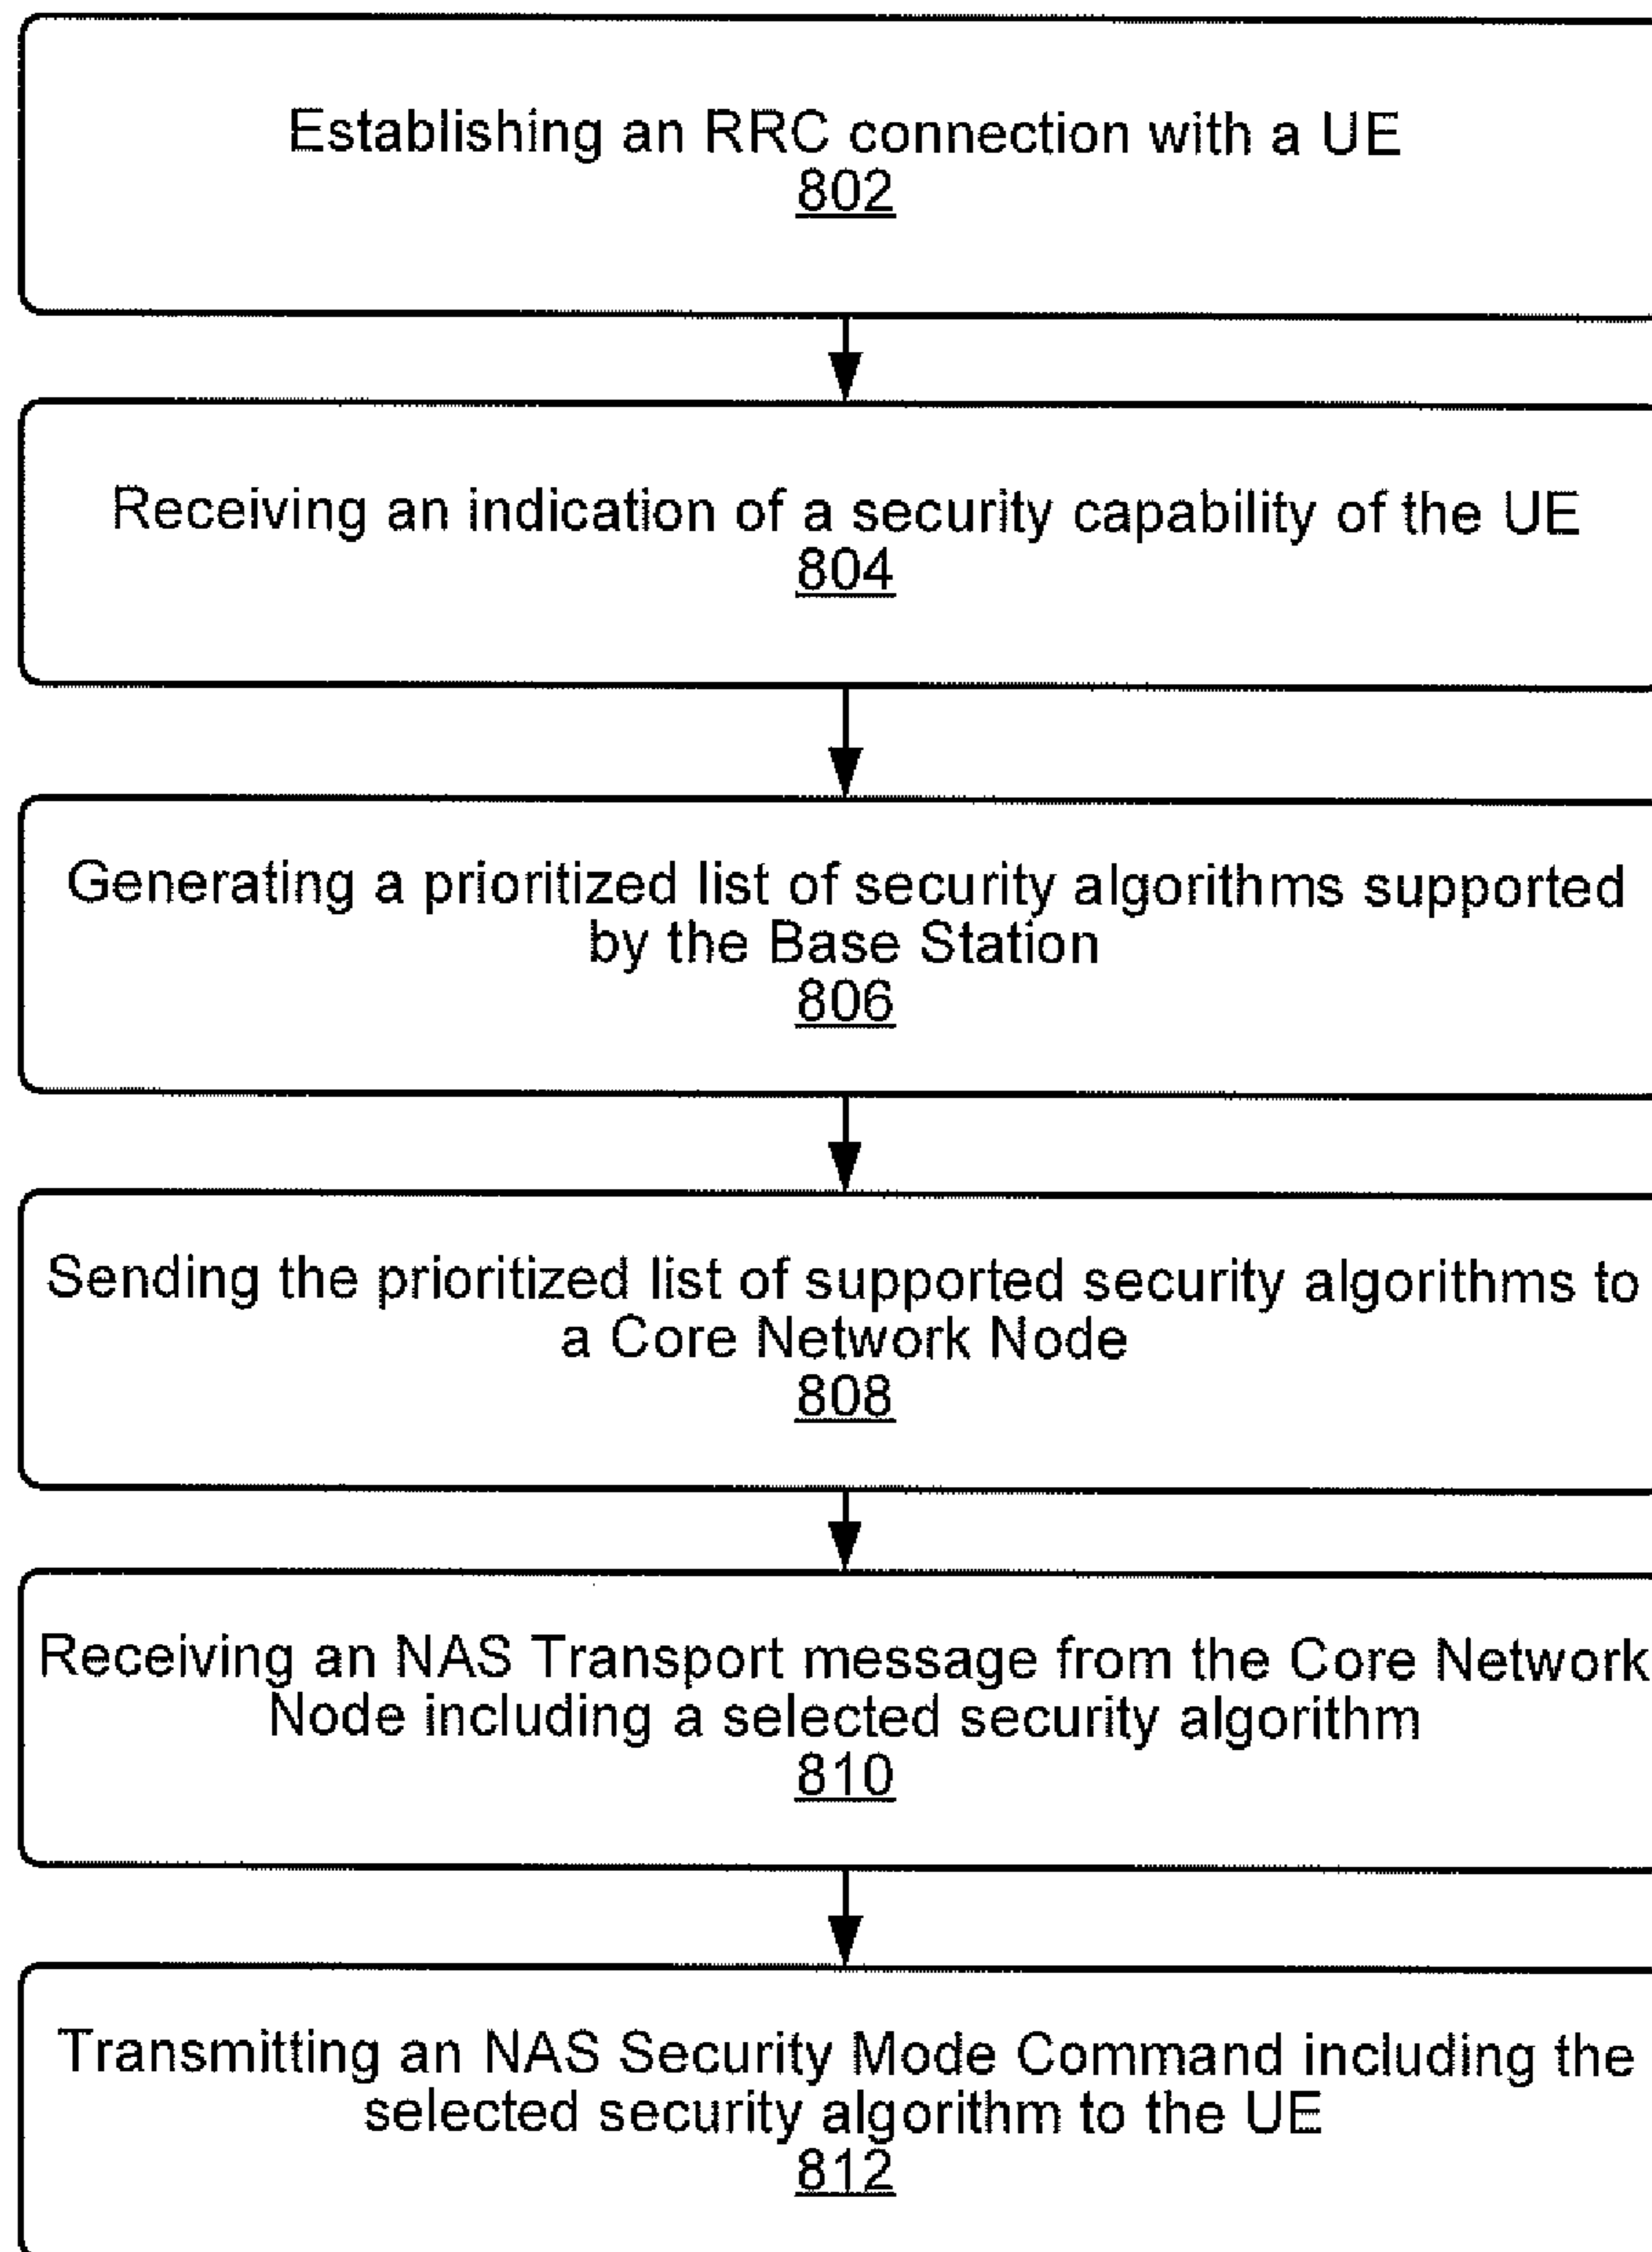 Establishing an RRC connection with a UE
802
Receiving an indication of a security capability of the UE
804
Generating a prioritized list of security algorithms supported
by the Base Station
806
Sending the prioritized list of supported security algorithms to
a Core Network Node
808
Receiving an NAS Transport message from the Core Network
Node including a selected security algorithm
810
Transmitting an NAS Security Mode Command including the
selected security algorithm to the UE
812